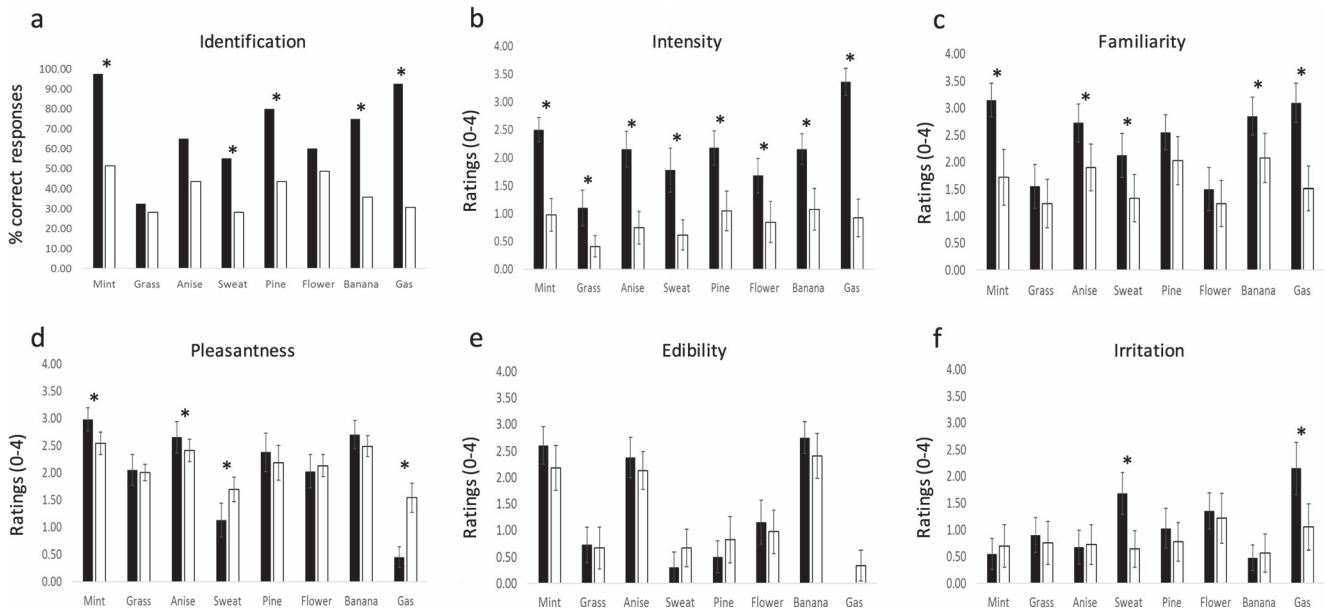 a
Identification
% correct responses
100.00
90.00
80.00
70.00
60.00
50.00
40.00
30.00
20.00
10.00
0.00
* * * * *
Mint Grass Anise Sweat Pine Flower Banana Gas
b
Intensity
Ratings (0-4)
4.00
3.50
3.00
2.50
2.00
1.50
1.00
0.50
0.00
* * * * * * * *
Mint Grass Anise Sweat Pine Flower Banana Gas
c
Familiarity
Ratings (0-4)
4.00
3.50
3.00
2.50
2.00
1.50
1.00
0.50
0.00
* * * * *
Mint Grass Anise Sweat Pine Flower Banana Gas
d
Pleasantness
Ratings (0-4)
4.00
3.50
3.00
2.50
2.00
1.50
1.00
0.50
0.00
* * * *
Mint Grass Anise Sweat Pine Flower Banana Gas
e
Edibility
Ratings (0-4)
4.00
3.50
3.00
2.50
2.00
1.50
1.00
0.50
0.00
Mint Grass Anise Sweat Pine Flower Banana Gas
f
Irritation
Ratings (0-4)
4.00
3.50
3.00
2.50
2.00
1.50
1.00
0.50
0.00
* *
Mint Grass Anise Sweat Pine Flower Banana Gas